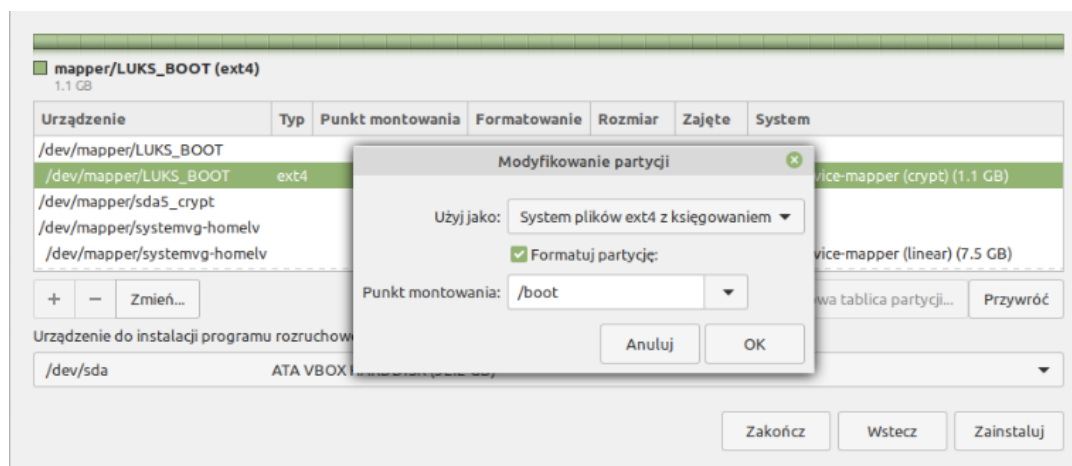 mapper/LUKS_BOOT (ext4)
1.1 GB
Urządzenie Typ Punkt montowania Formatowanie Rozmiar Zajęte System
/dev/mapper/LUKS_BOOT
/dev/mapper/LUKS_BOOT ext4 vice-mapper (crypt) (1.1 GB)
/dev/mapper/sda5_crypt
/dev/mapper/systemvg-homelv
/dev/mapper/systemvg-homelv vice-mapper (linear) (7.5 GB)
Modyfikowanie partycji
Użyj jako: System plików ext4 z księgowaniem
Formatuj partycję:
Punkt montowania: /boot
Anuluj OK
+ − Zmień... wa tablica partycji... Przywróć
Urządzenie do instalacji programu rozruchow
/dev/sda ATA VBOX
Zakończ Wstecz Zainstaluj